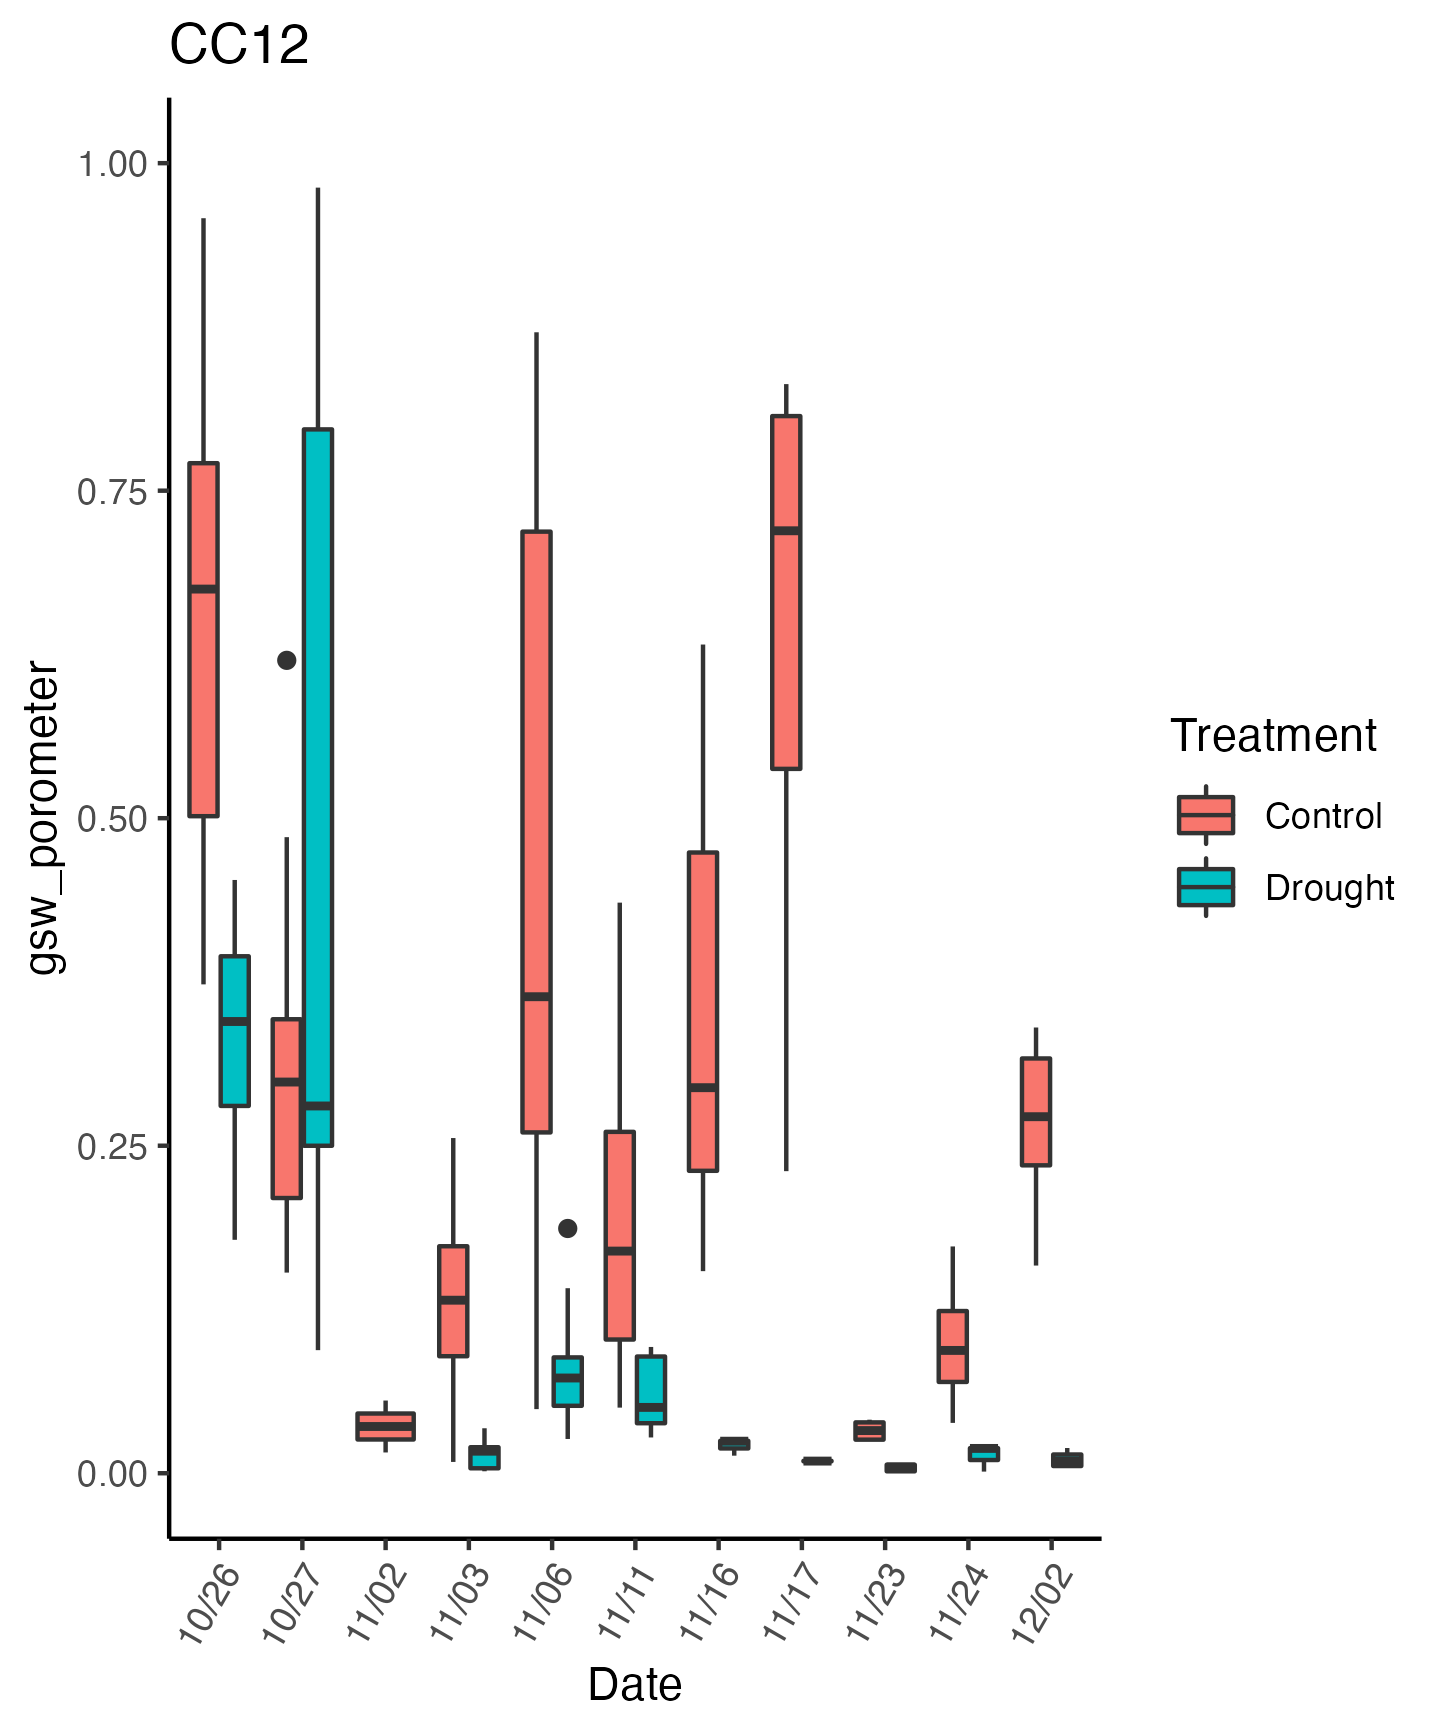 CC12
1.00
0.75
0.50
0.25
0.00
gsw_porometer
10/26
10/27
11/02
11/03
11/06
11/11
11/16
11/17
11/23
11/24
12/02
Date
Treatment
Control
Drought